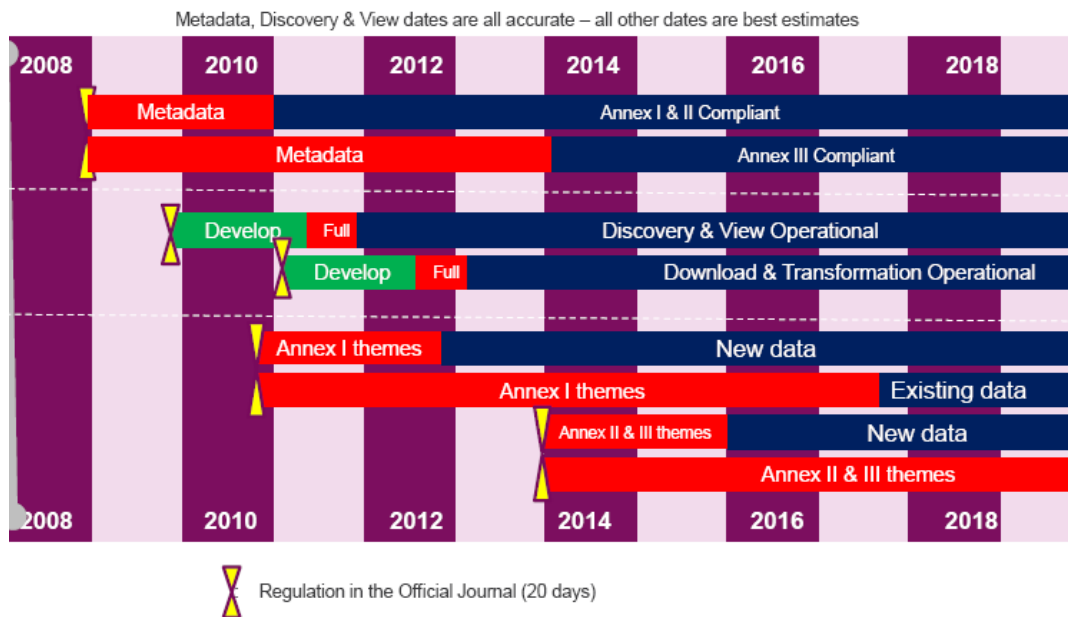 Metadata, Discovery & View dates are all accurate – all other dates are best estimates
2008 2010 2012 2014 2016 2018
Metadata Annex I & II Compliant
Metadata Annex III Compliant
Develop Full Discovery & View Operational
Develop Full Download & Transformation Operational
Annex I themes New data
Annex I themes Existing data
Annex II & III themes New data
Annex II & III themes
2008 2010 2012 2014 2016 2018
Regulation in the Official Journal (20 days)